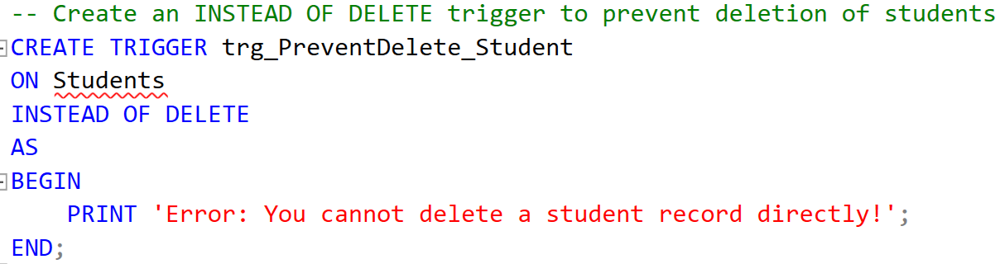 -- Create an INSTEAD OF DELETE trigger to prevent deletion of students
CREATE TRIGGER trg_PreventDelete_Student
ON Students
INSTEAD OF DELETE
AS
BEGIN
    PRINT 'Error: You cannot delete a student record directly!';
END;